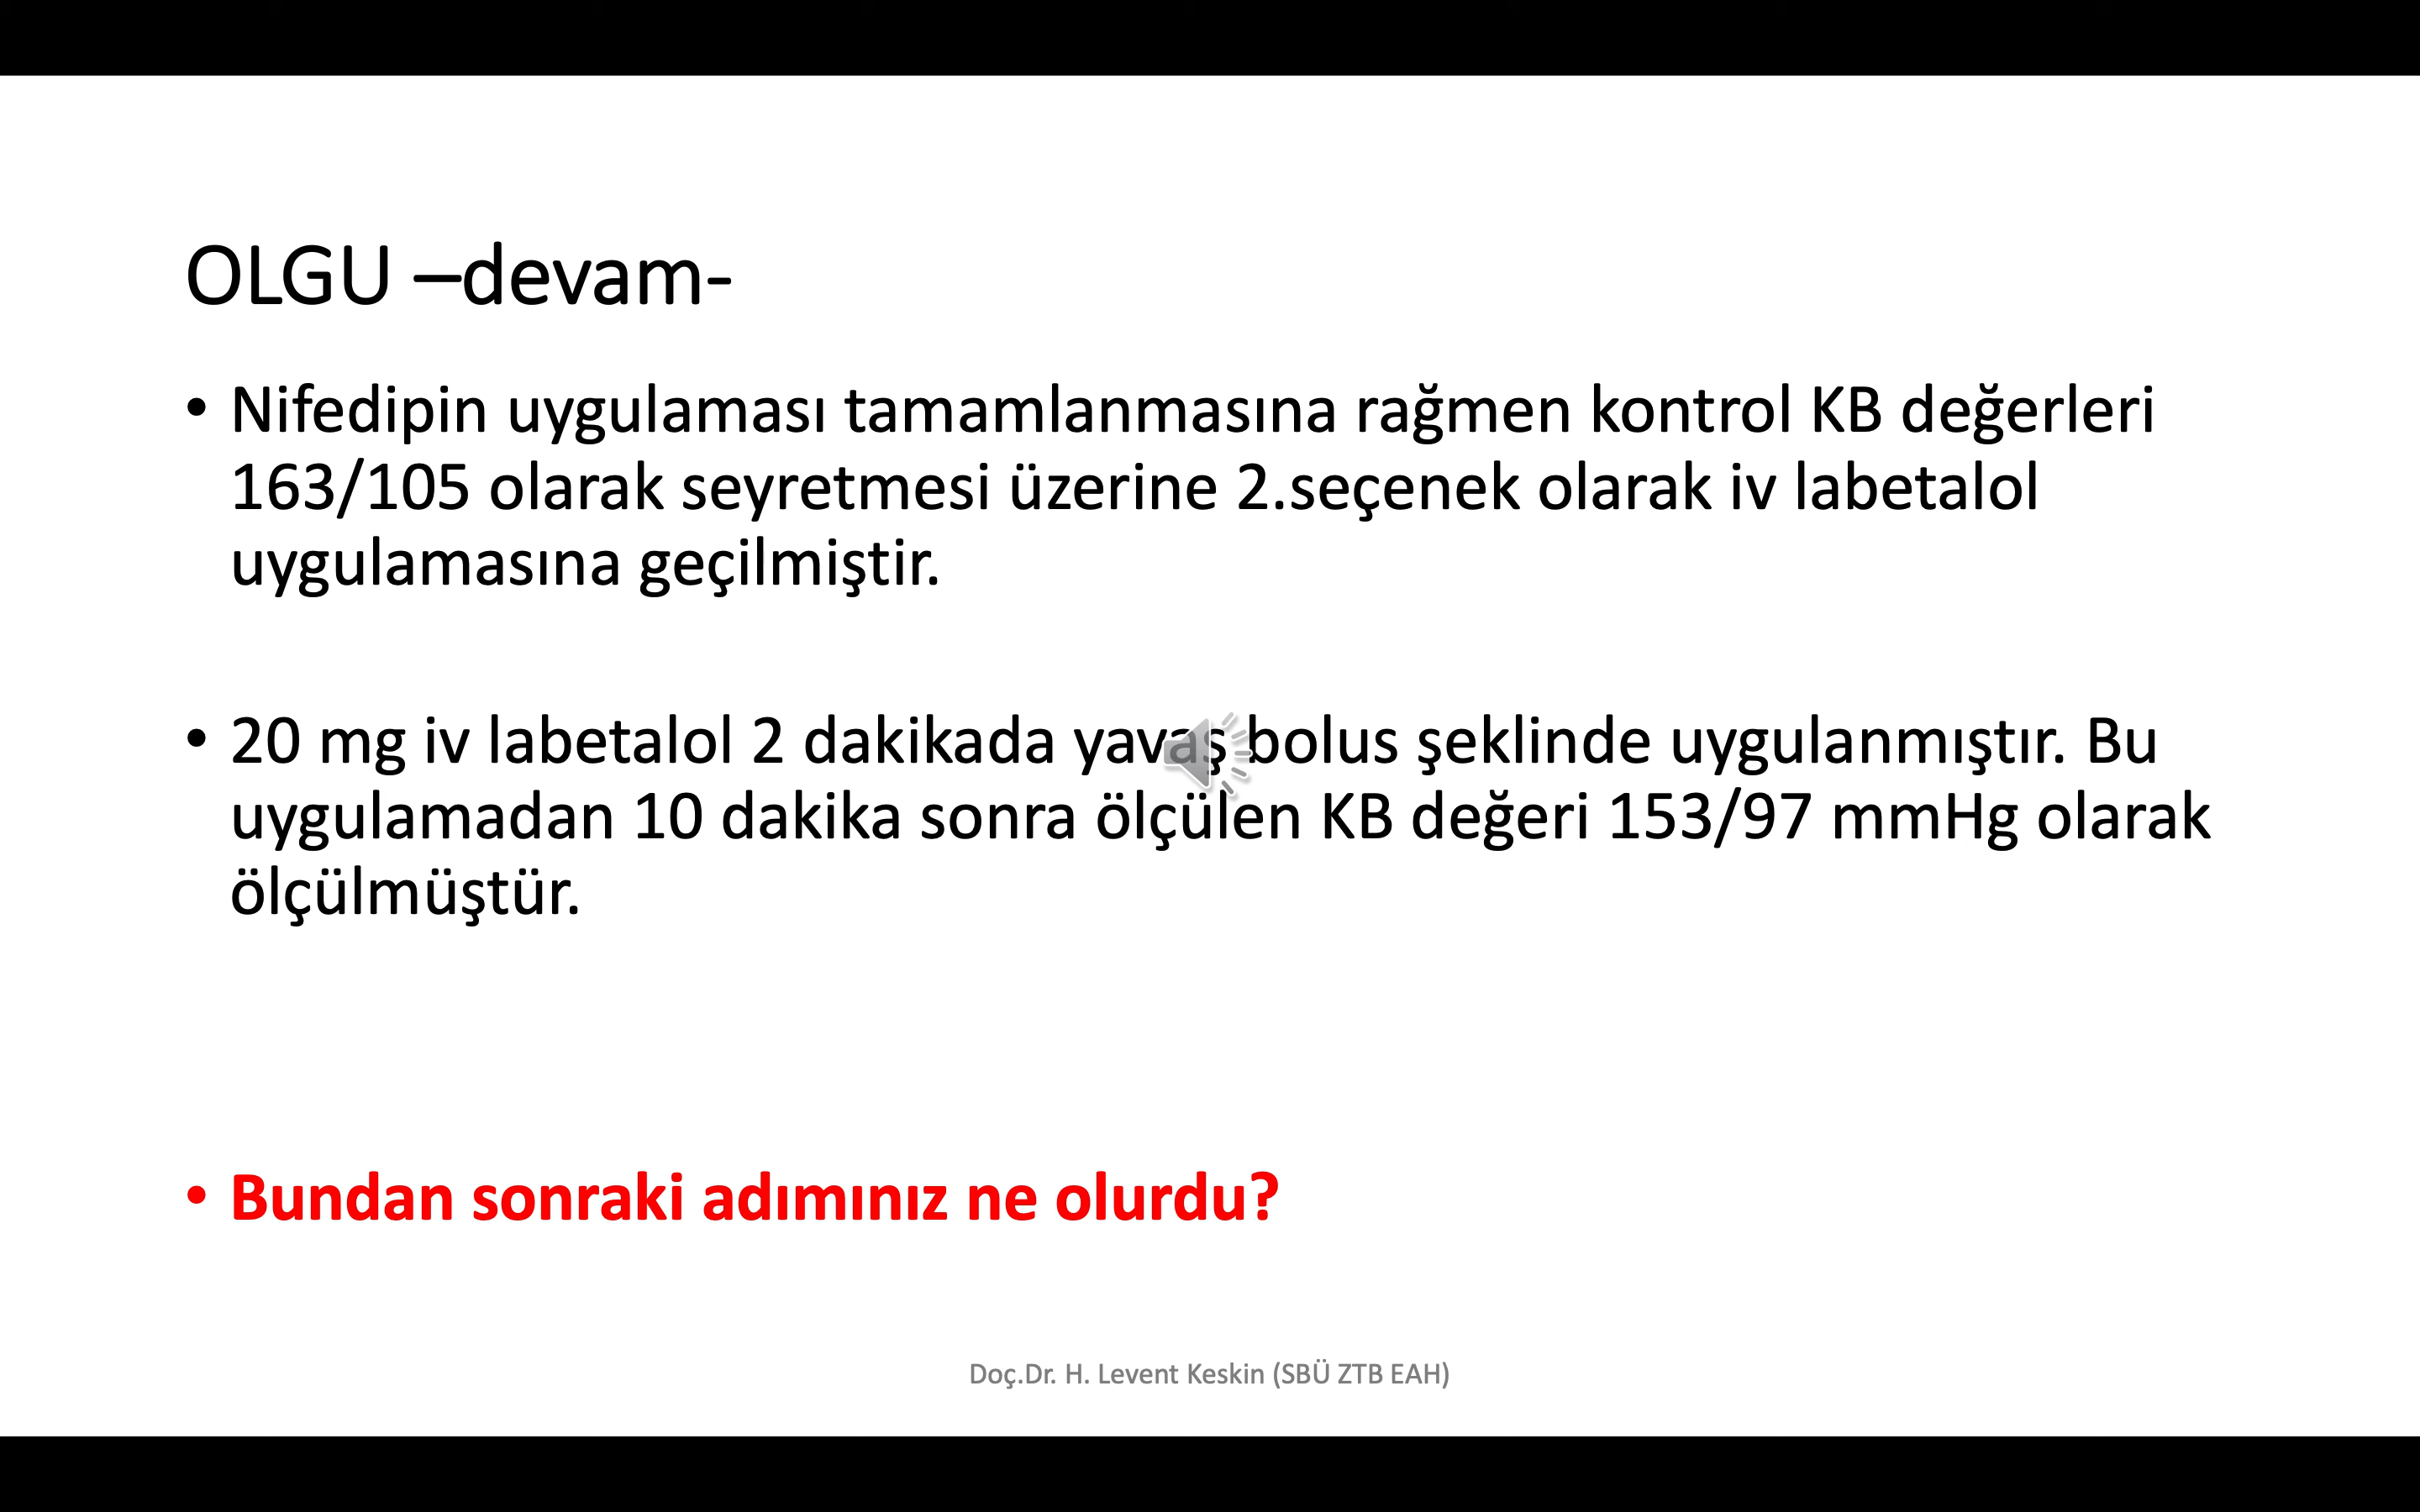 OLGU –devam-
• Nifedipin uygulaması tamamlanmasına rağmen kontrol KB değerleri
163/105 olarak seyretmesi üzerine 2.seçenek olarak iv labetalol
uygulamasına geçilmiştir.
• 20 mg iv labetalol 2 dakikada yavaş bolus şeklinde uygulanmıştır. Bu
uygulamadan 10 dakika sonra ölçülen KB değeri 153/97 mmHg olarak
ölçülmüştür.
• Bundan sonraki adımınız ne olurdu?
Doç.Dr. H. Levent Keskin (SBÜ ZTB EAH)